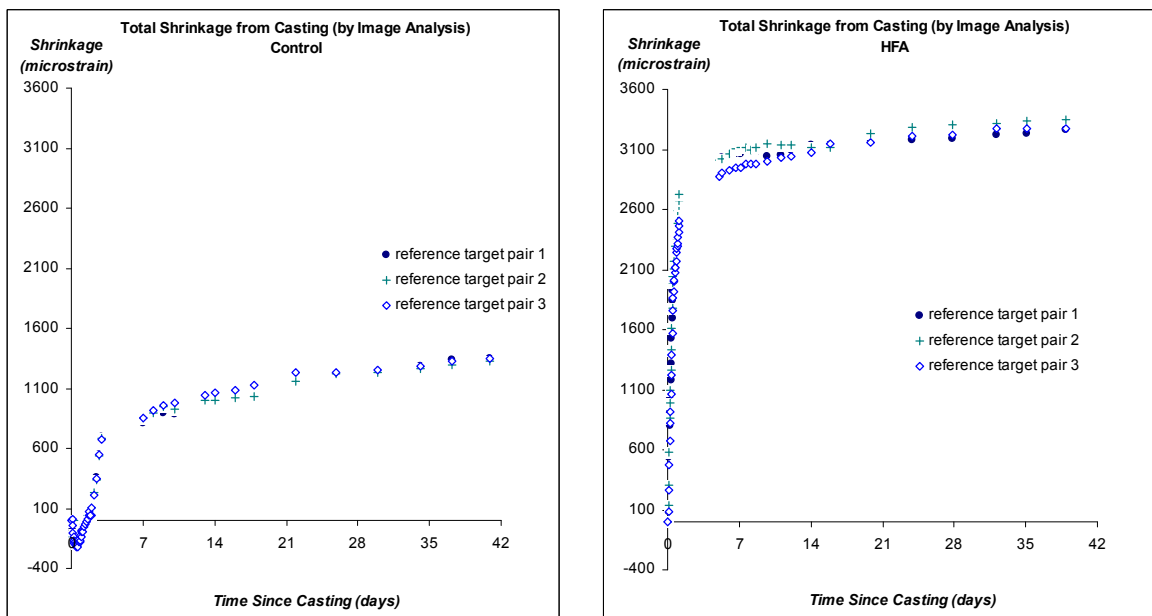 Total Shrinkage from Casting (by Image Analysis)
Control
Shrinkage
(microstrain)
3600
3100
2600
2100
1600
1100
600
100
-400
0
7
14
21
28
35
42
reference target pair 1
reference target pair 2
reference target pair 3
Time Since Casting (days)
Total Shrinkage from Casting (by Image Analysis)
HFA
Shrinkage
(microstrain)
3600
3100
2600
2100
1600
1100
600
100
-400
0
7
14
21
28
35
42
reference target pair 1
reference target pair 2
reference target pair 3
Time Since Casting (days)